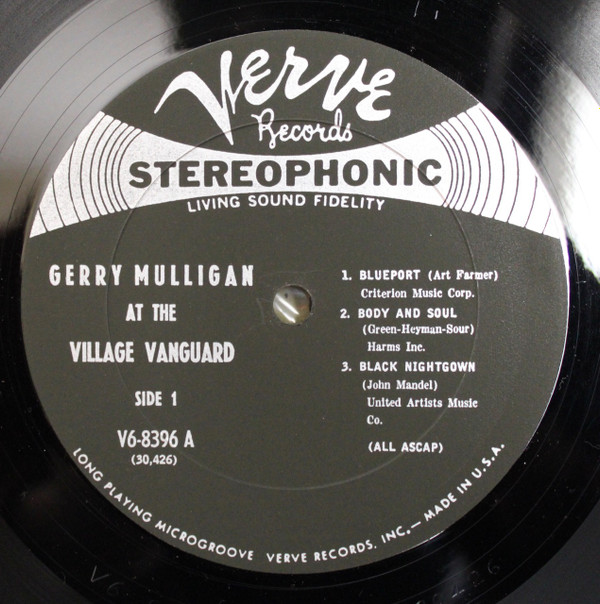 Verve
Records
STEREOPHONIC
LIVING SOUND FIDELITY
GERRY MULLIGAN
AT THE
VILLAGE VANGUARD
SIDE 1
V6-8396 A
(30,426)
1. BLUEPORT (Art Farmer)
Criterion Music Corp.
2. BODY AND SOUL
(Green-Heyman-Sour)
Harms Inc.
3. BLACK NIGHTGOWN
(John Mandel)
United Artists Music
Co.
(ALL ASCAP)
LONG PLAYING MICROGROOVE VERVE RECORDS, INC.—MADE IN U.S.A.